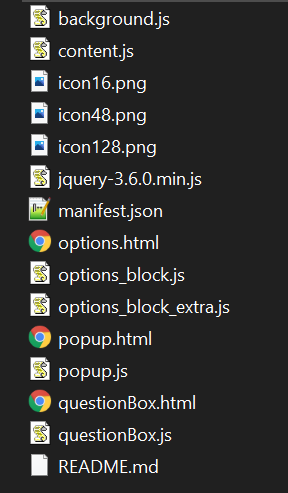 background.js
content.js
icon16.png
icon48.png
icon128.png
jquery-3.6.0.min.js
manifest.json
options.html
options_block.js
options_block_extra.js
popup.html
popup.js
questionBox.html
questionBox.js
README.md